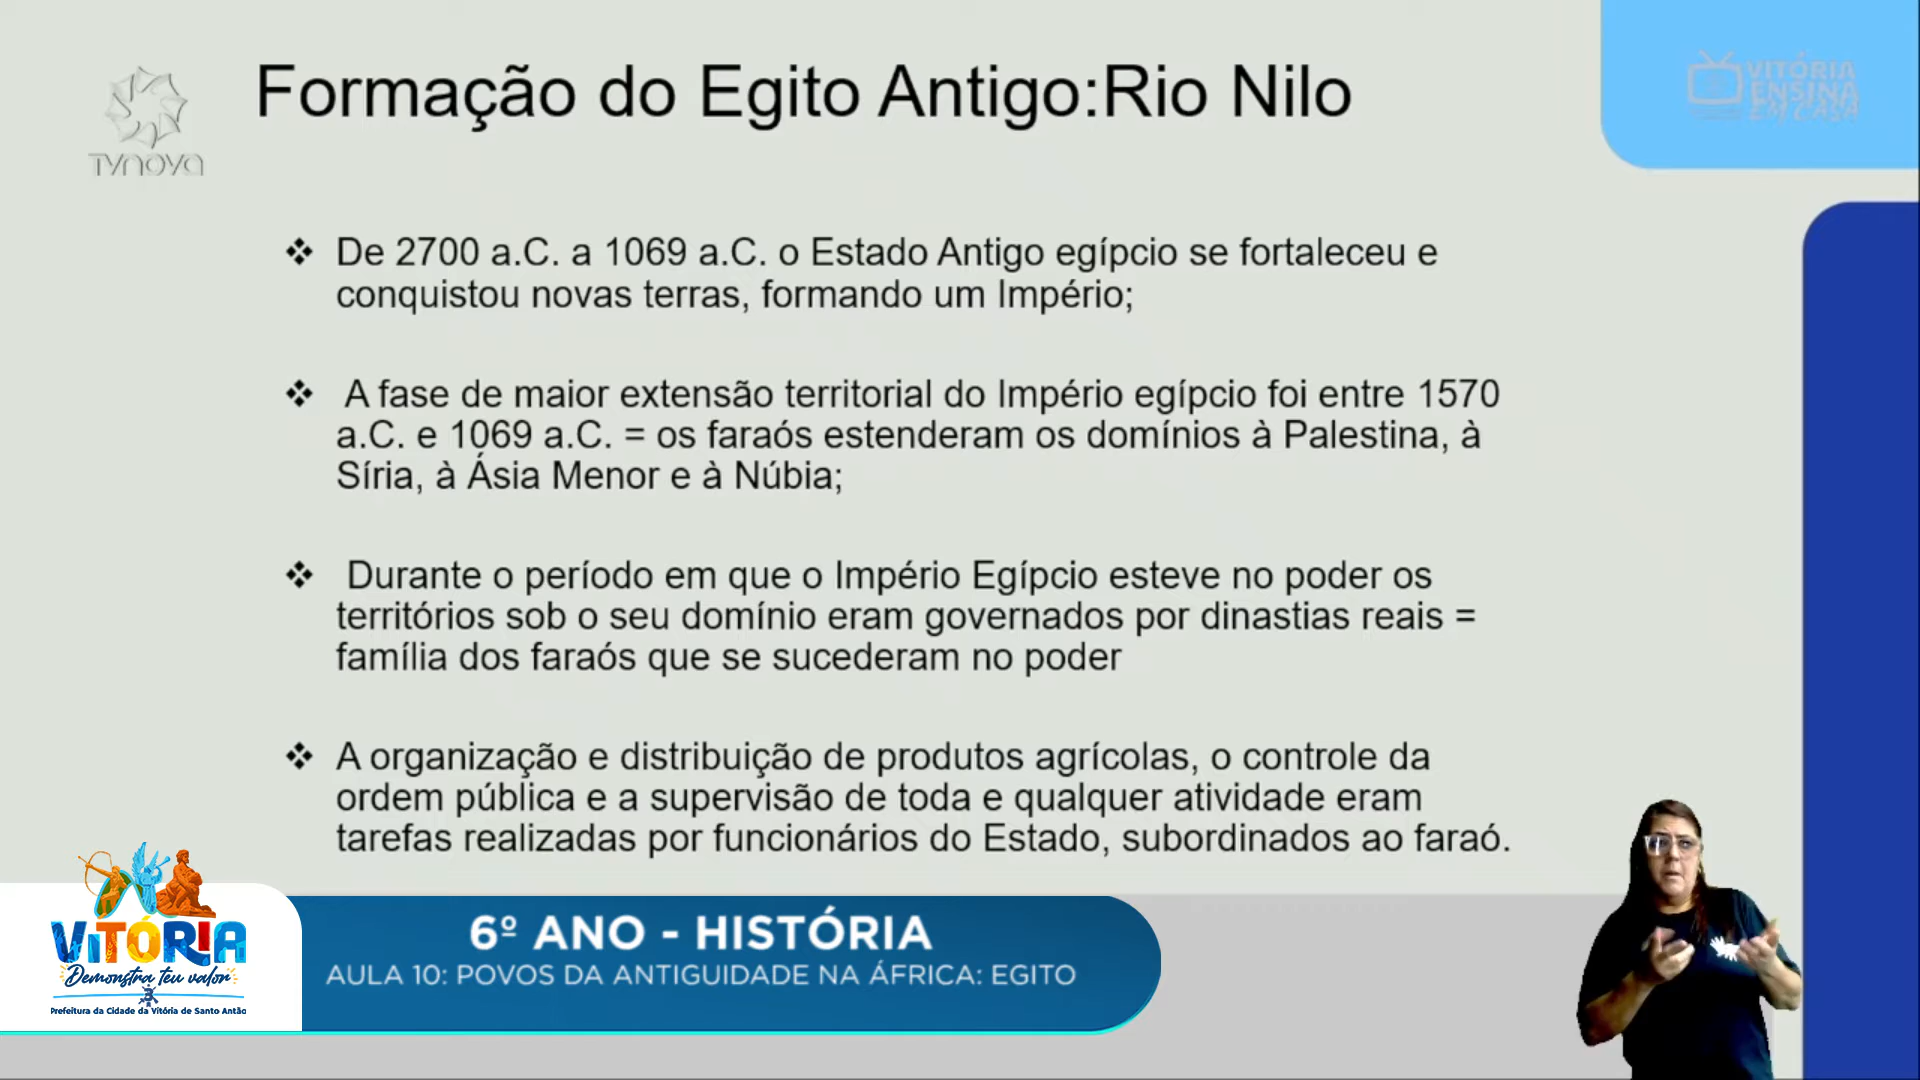 Formação do Egito Antigo:Rio Nilo
TVNOVA
VITÓRIA
ENSINA
EM CASA
❖ De 2700 a.C. a 1069 a.C. o Estado Antigo egípcio se fortaleceu e
conquistou novas terras, formando um Império;
❖ A fase de maior extensão territorial do Império egípcio foi entre 1570
a.C. e 1069 a.C. = os faraós estenderam os domínios à Palestina, à
Síria, à Ásia Menor e à Núbia;
❖ Durante o período em que o Império Egípcio esteve no poder os
territórios sob o seu domínio eram governados por dinastias reais =
família dos faraós que se sucederam no poder
❖ A organização e distribuição de produtos agrícolas, o controle da
ordem pública e a supervisão de toda e qualquer atividade eram
tarefas realizadas por funcionários do Estado, subordinados ao faraó.
VITÓRIA
Demonstra teu valor
Prefeitura da Cidade da Vitória de Santo Antão
6º ANO - HISTÓRIA
AULA 10: POVOS DA ANTIGUIDADE NA ÁFRICA: EGITO